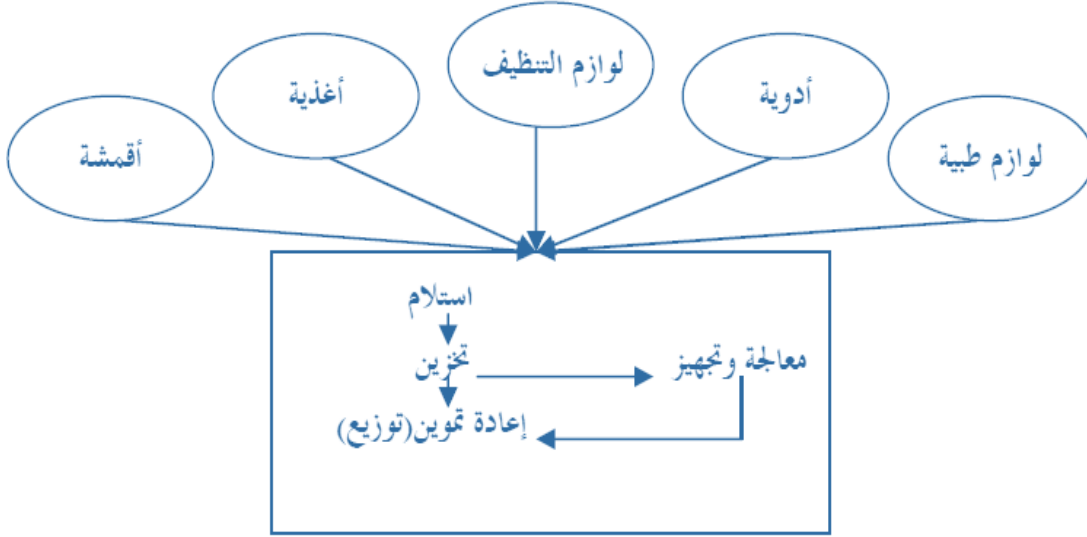 لوازم طبية
أدوية
لوازم التنظيف
أغذية
أقمشة
استلام
تخزين
معالجة وتجهيز
إعادة تموين(توزيع)